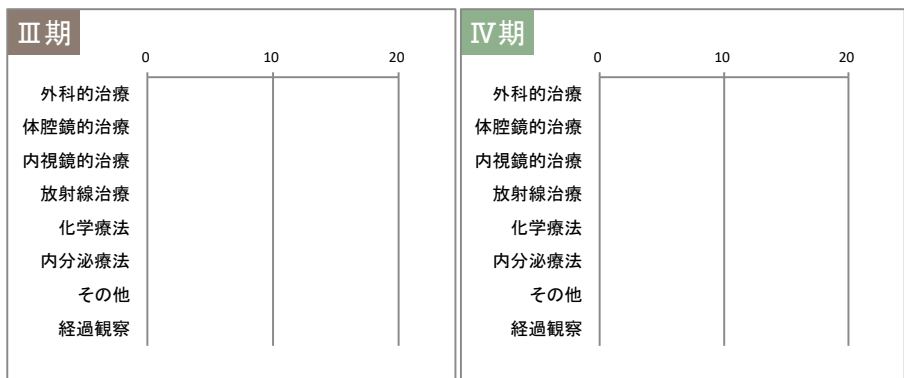 Ⅲ期
0 10 20
外科的治療
体腔鏡的治療
内視鏡的治療
放射線治療
化学療法
内分泌療法
その他
経過観察
Ⅳ期
0 10 20
外科的治療
体腔鏡的治療
内視鏡的治療
放射線治療
化学療法
内分泌療法
その他
経過観察